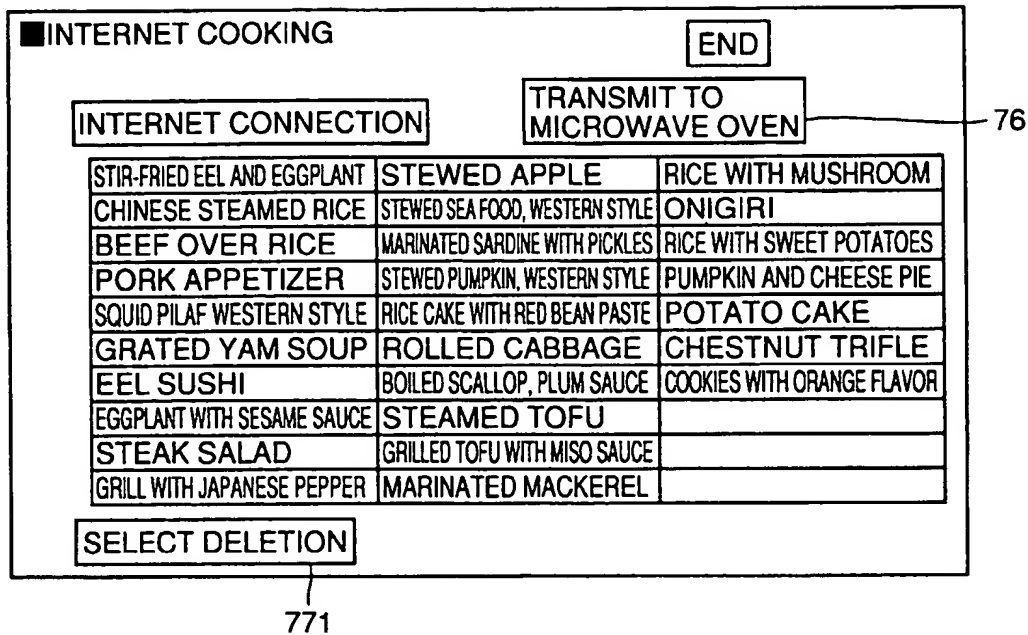 ■INTERNET COOKING
END
INTERNET CONNECTION
TRANSMIT TO
MICROWAVE OVEN
76
STIR-FRIED EEL AND EGGPLANT STEWED APPLE RICE WITH MUSHROOM
CHINESE STEAMED RICE STEWED SEA FOOD, WESTERN STYLE ONIGIRI
BEEF OVER RICE MARINATED SARDINE WITH PICKLES RICE WITH SWEET POTATOES
PORK APPETIZER STEWED PUMPKIN, WESTERN STYLE PUMPKIN AND CHEESE PIE
SQUID PILAF WESTERN STYLE RICE CAKE WITH RED BEAN PASTE POTATO CAKE
GRATED YAM SOUP ROLLED CABBAGE CHESTNUT TRIFLE
EEL SUSHI BOILED SCALLOP, PLUM SAUCE COOKIES WITH ORANGE FLAVOR
EGGPLANT WITH SESAME SAUCE STEAMED TOFU
STEAK SALAD GRILLED TOFU WITH MISO SAUCE
GRILL WITH JAPANESE PEPPER MARINATED MACKEREL
SELECT DELETION
771